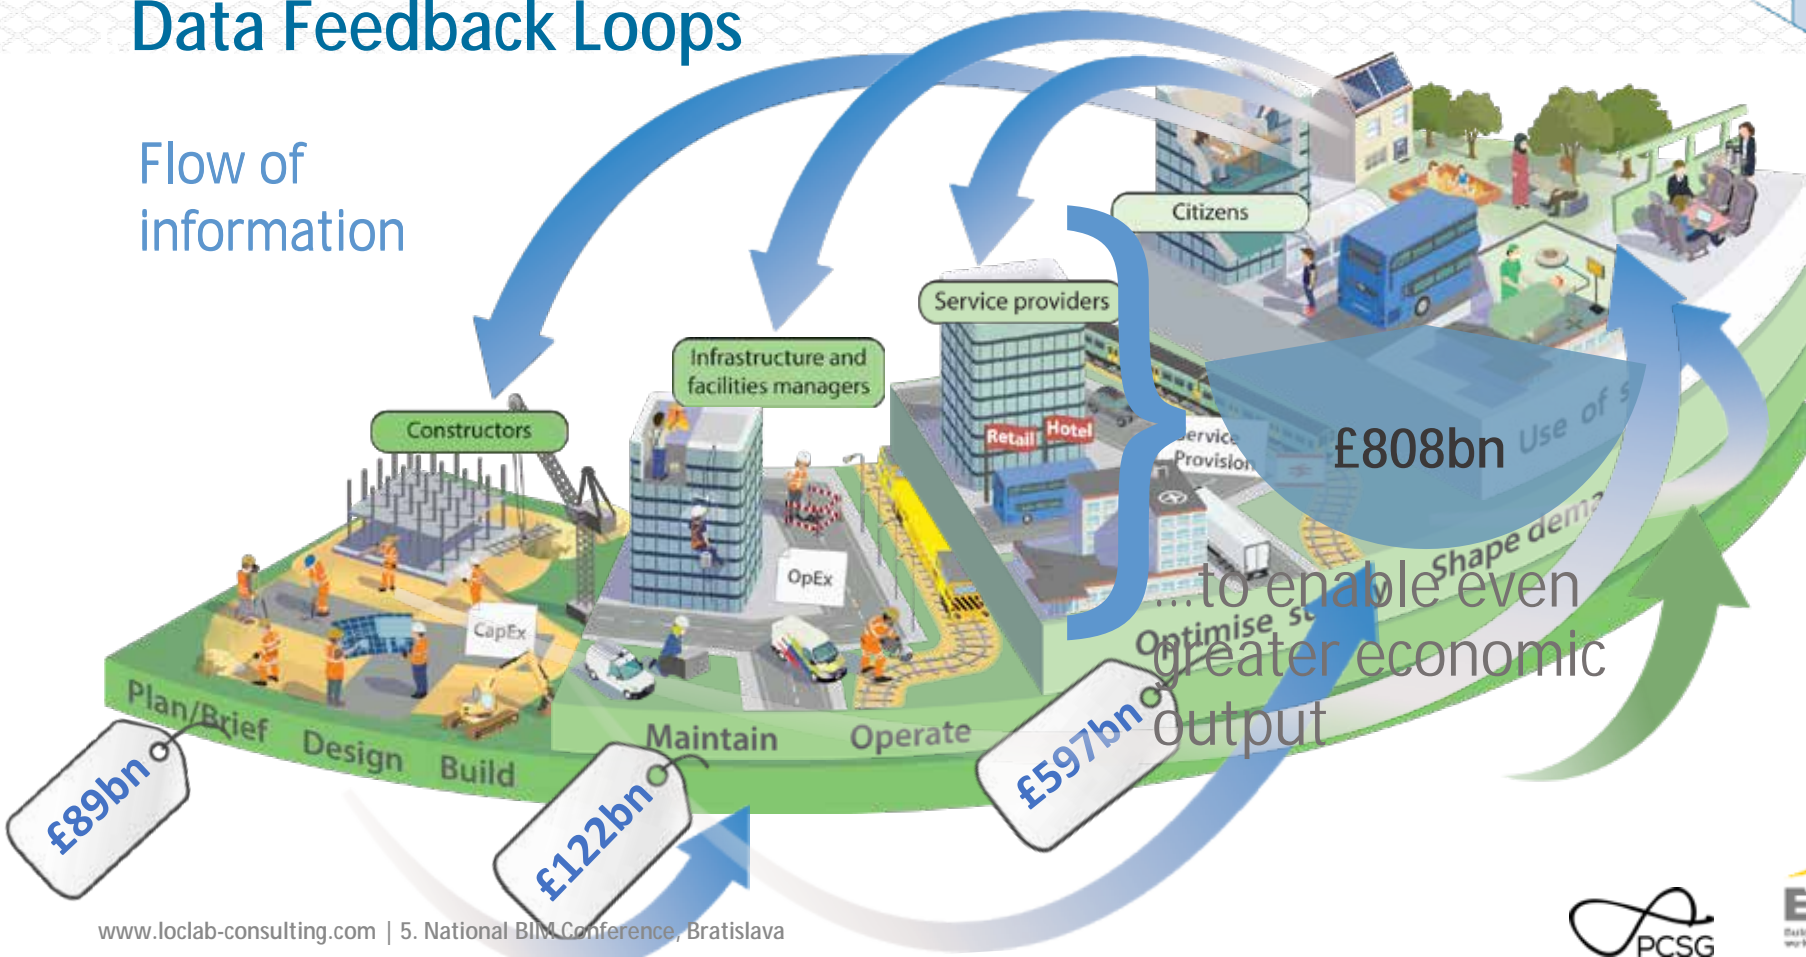 Data Feedback Loops
Flow of
information
Citizens
Service providers
Infrastructure and
facilities managers
Constructors
Retail
Hotel
Service
Provision
£808bn
Use of
OpEx
CapEx
Shape
...to enable even
greater economic
output
Optimise
Plan/Brief
Design
Build
Maintain
Operate
£89bn
£122bn
£597bn
www.loclab-consulting.com | 5. National BIM Conference, Bratislava
PCSG